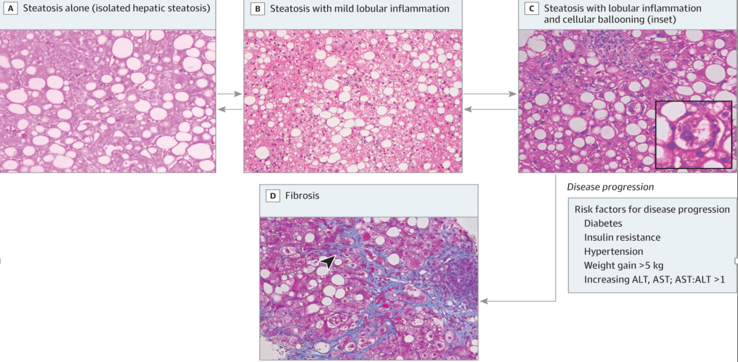 A Steatosis alone (isolated hepatic steatosis)
B Steatosis with mild lobular inflammation
C Steatosis with lobular inflammation
and cellular ballooning (inset)
D Fibrosis
Disease progression
Risk factors for disease progression
Diabetes
Insulin resistance
Hypertension
Weight gain >5 kg
Increasing ALT, AST; AST:ALT >1